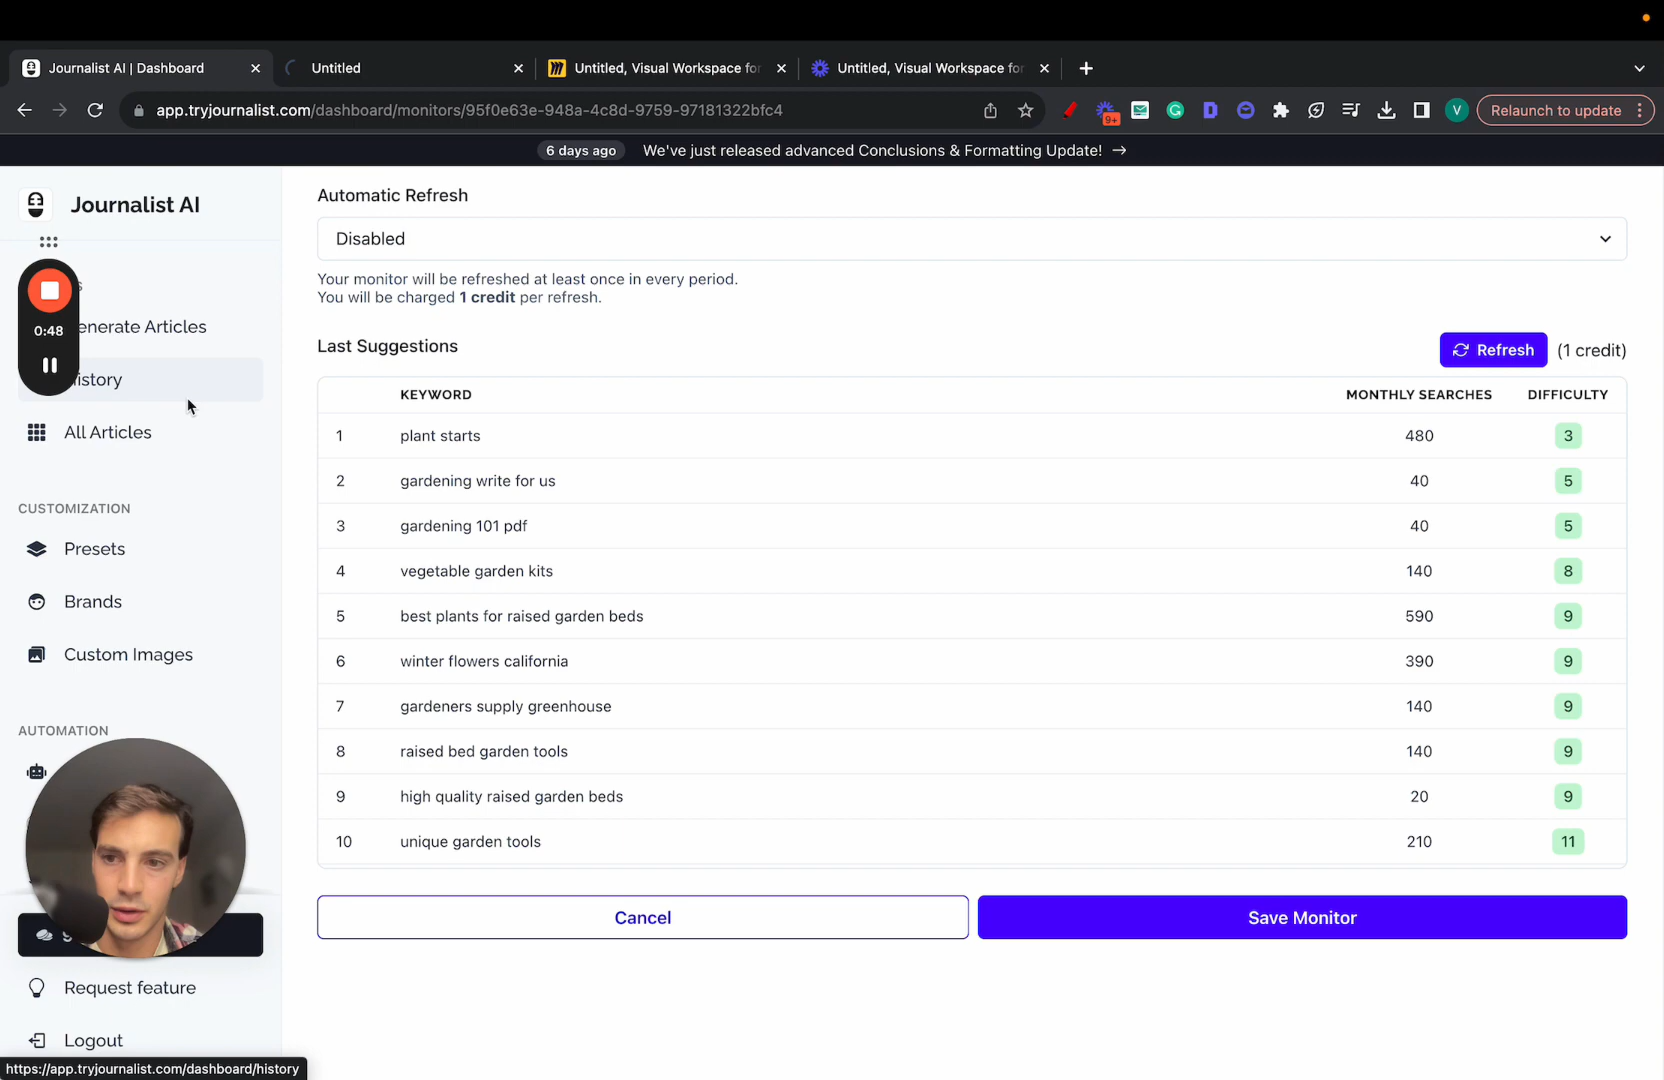 Journalist AI | Dashboard
Untitled
Untitled, Visual Workspace for
Untitled, Visual Workspace for
app.tryjournalist.com/dashboard/monitors/95f0e63e-948a-4c8d-9759-97181322bfc4
9+
V
Relaunch to update
6 days ago We've just released advanced Conclusions & Formatting Update! →
Journalist AI
0:48
enerate Articles
istory
All Articles
CUSTOMIZATION
Presets
Brands
Custom Images
AUTOMATION
Request feature
Logout
https://app.tryjournalist.com/dashboard/history
Automatic Refresh
Disabled
Your monitor will be refreshed at least once in every period.
You will be charged 1 credit per refresh.
Last Suggestions
Refresh (1 credit)
KEYWORD MONTHLY SEARCHES DIFFICULTY
1 plant starts 480 3
2 gardening write for us 40 5
3 gardening 101 pdf 40 5
4 vegetable garden kits 140 8
5 best plants for raised garden beds 590 9
6 winter flowers california 390 9
7 gardeners supply greenhouse 140 9
8 raised bed garden tools 140 9
9 high quality raised garden beds 20 9
10 unique garden tools 210 11
Cancel
Save Monitor